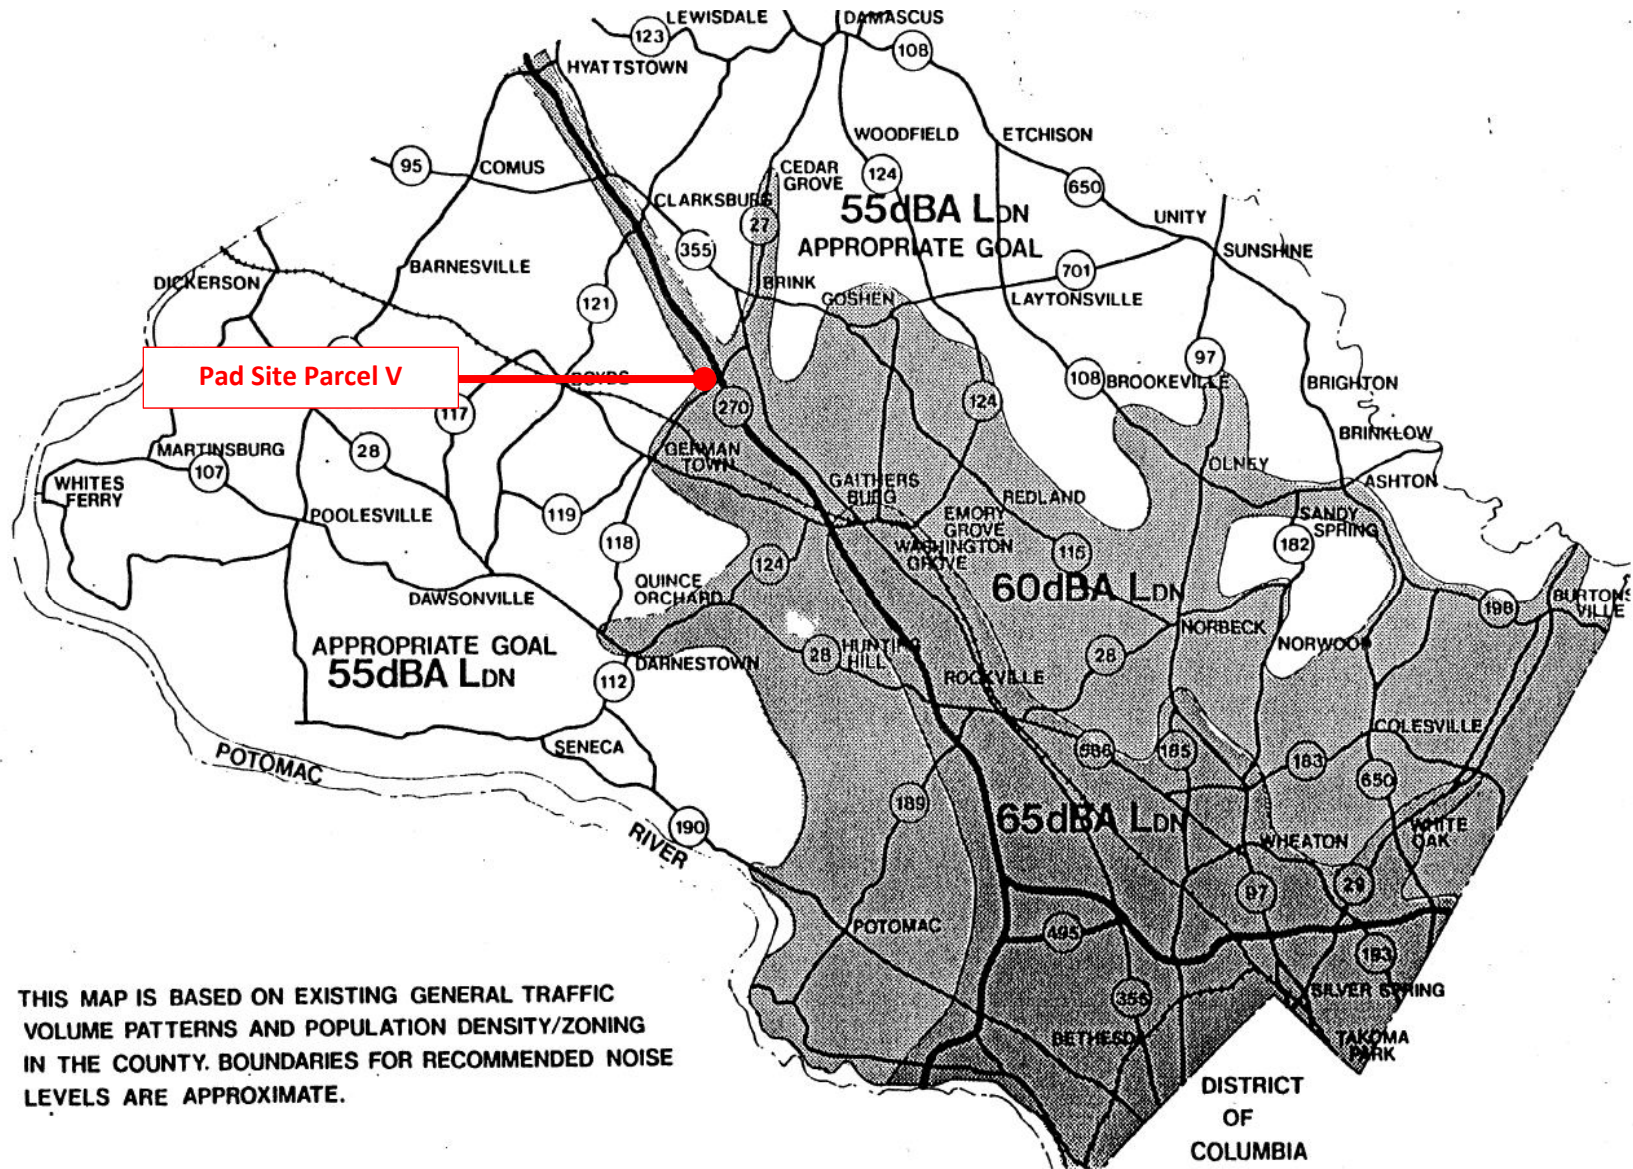 LEWISDALE
DAMASCUS
123
108
HYATTSTOWN
WOODFIELD
ETCHISON
95
COMUS
CEDAR
GROVE
124
650
CLARKSBURG
55dBA LDN
APPROPRIATE GOAL
UNITY
27
355
SUNSHINE
BARNESVILLE
701
DICKERSON
BRINK
121
GOSHEN
LAYTONSVILLE
97
Pad Site Parcel V
BOYDS
108
BROOKEVILLE
BRIGHTON
270
124
117
BRINKLOW
MARTINSBURG
28
GERMAN
TOWN
OLNEY
107
WHITES
FERRY
GAITHERS
BURG
REDLAND
ASHTON
POOLESVILLE
119
EMORY
GROVE
SANDY
SPRING
118
WASHINGTON
GROVE
115
182
124
QUINCE
ORCHARD
60dBA LDN
DAWSONVILLE
198
BURTONS
VILLE
NORBECK
APPROPRIATE GOAL
55dBA LDN
HUNTING
HILL
28
28
NORWOOD
DARNESTOWN
112
ROCKVILLE
COLESVILLE
SENECA
586
185
183
POTOMAC
RIVER
650
189
65dBA LDN
190
WHITE
OAK
WHEATON
97
29
POTOMAC
495
193
355
SILVER SPRING
BETHESDA
TAKOMA
PARK
THIS MAP IS BASED ON EXISTING GENERAL TRAFFIC
VOLUME PATTERNS AND POPULATION DENSITY/ZONING
IN THE COUNTY. BOUNDARIES FOR RECOMMENDED NOISE
LEVELS ARE APPROXIMATE.
DISTRICT
OF
COLUMBIA